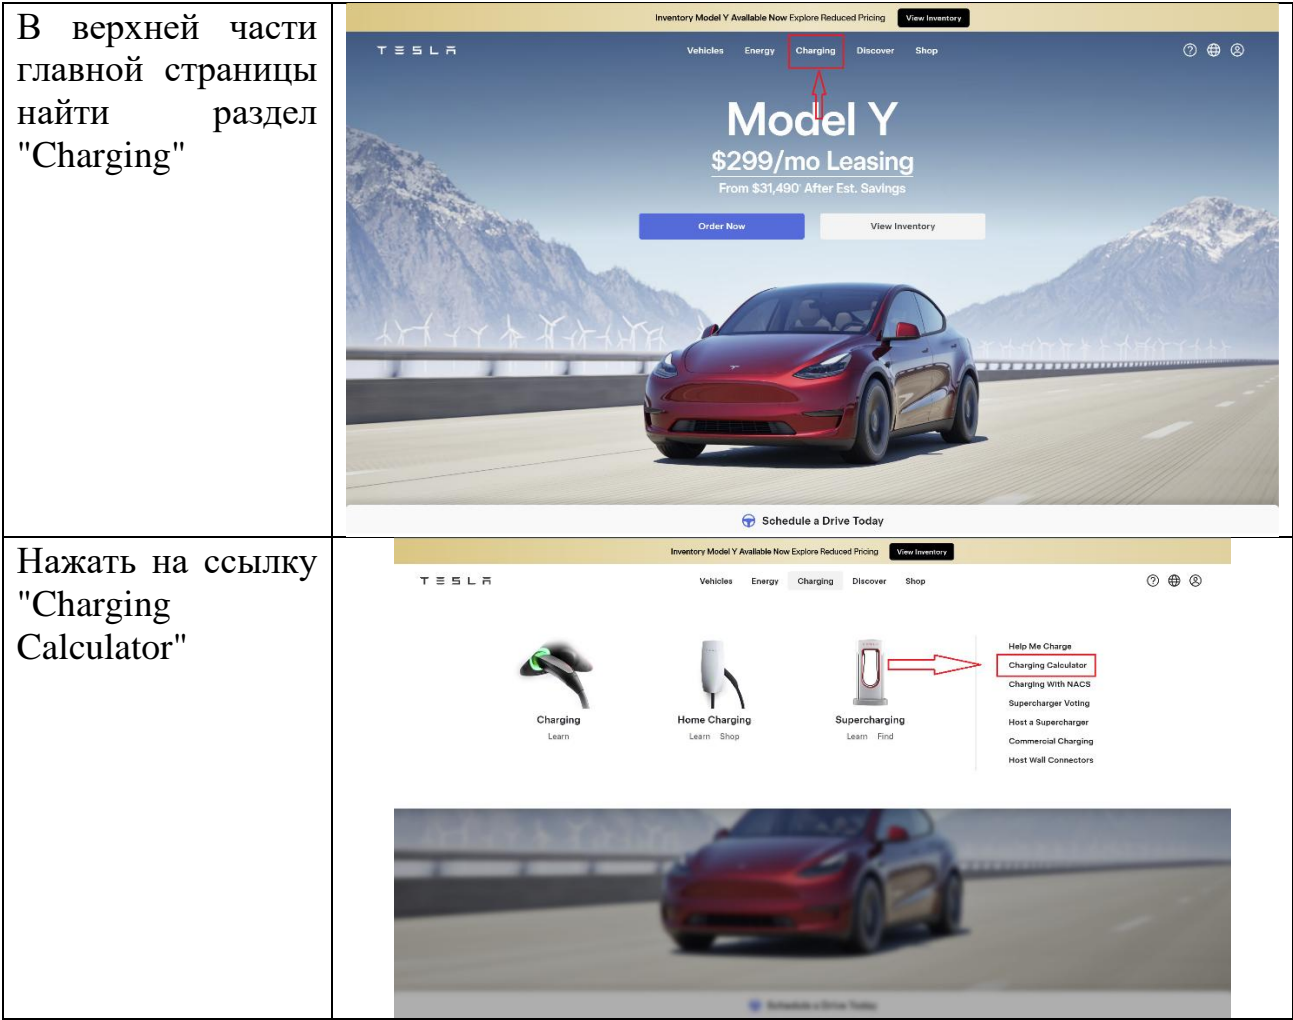 В верхней части
главной страницы
найти раздел
"Charging"
Inventory Model Y Available Now Explore Reduced Pricing View Inventory
TESLA Vehicles Energy Charging Discover Shop
Model Y
$299/mo Leasing
From $31,490 After Est. Savings
Order Now View Inventory
Schedule a Drive Today
Нажать на ссылку
"Charging
Calculator"
Inventory Model Y Available Now Explore Reduced Pricing View Inventory
TESLA Vehicles Energy Charging Discover Shop
Charging
Learn
Home Charging
Learn Shop
Supercharging
Learn Find
Help Me Charge
Charging Calculator
Charging With NACS
Supercharger Voting
Host a Supercharger
Commercial Charging
Host Wall Connectors
Schedule a Drive Today